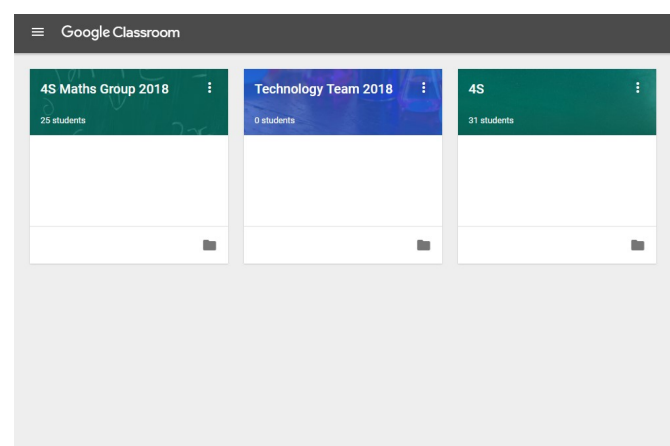 Google Classroom
4S Maths Group 2018
25 students
Technology Team 2018
0 students
4S
31 students